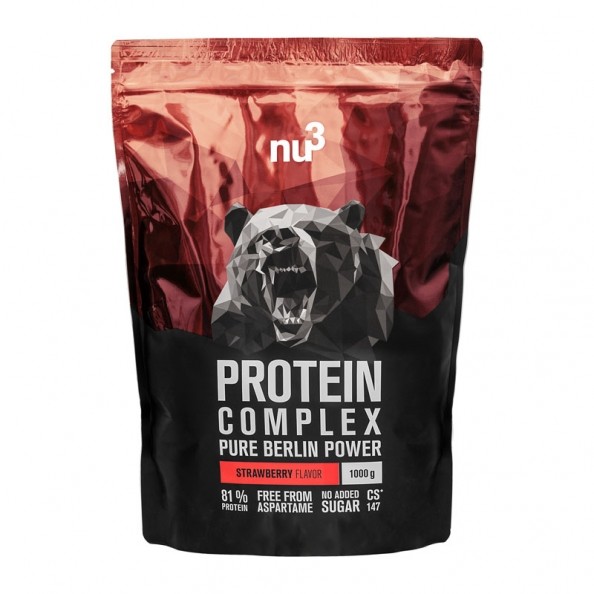 nu3
PROTEIN
COMPLEX
PURE BERLIN POWER
STRAWBERRY FLAVOR 1000 g
81 % FREE FROM NO ADDED CS*
PROTEIN ASPARTAME SUGAR 147